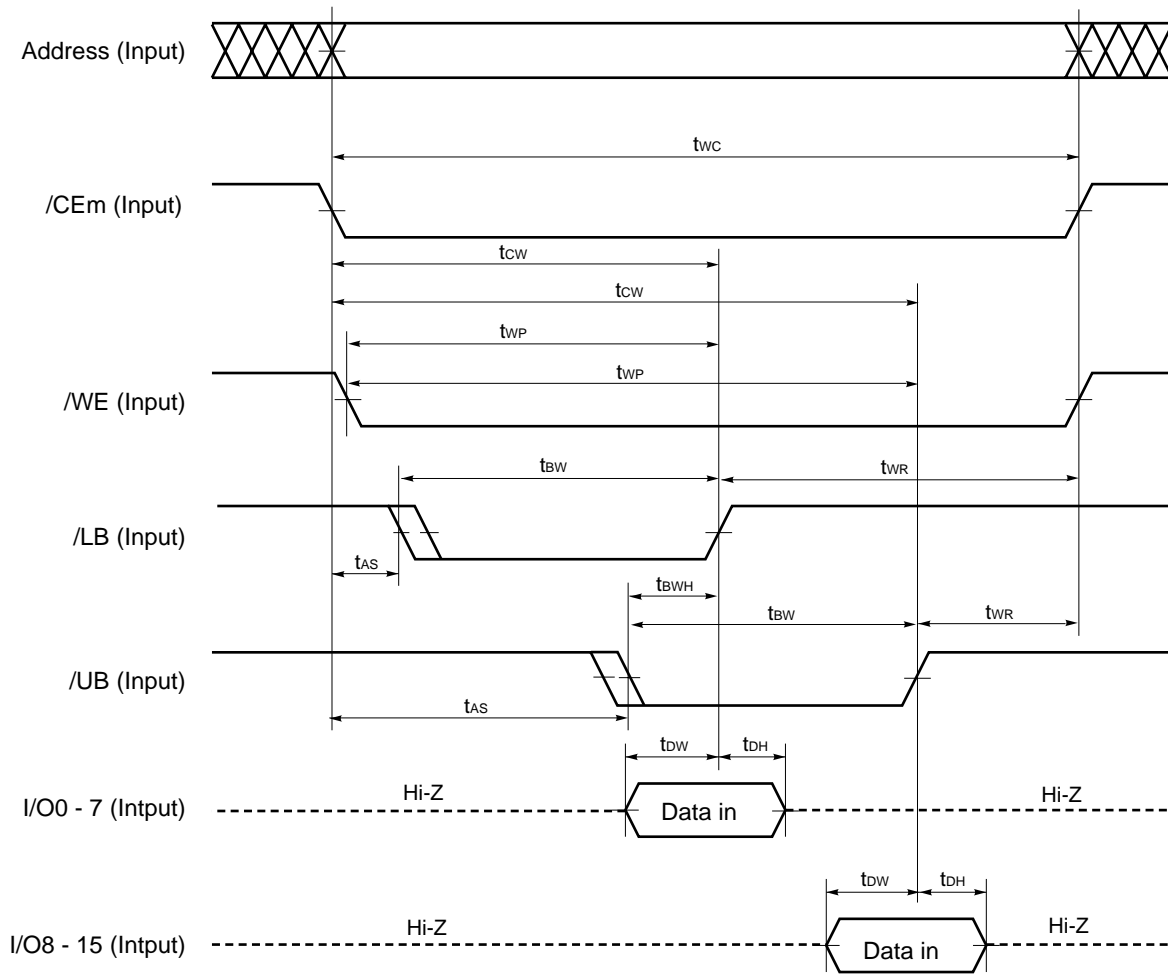 Address (Input)
tWC
/CEm (Input)
tCW
tCW
tWP
tWP
/WE (Input)
tBW
tWR
/LB (Input)
tAS
tBWH
tBW
tWR
/UB (Input)
tAS
tDW
tDH
Hi-Z
Hi-Z
I/O0 - 7 (Intput)
Data in
tDW
tDH
Hi-Z
Hi-Z
I/O8 - 15 (Intput)
Data in